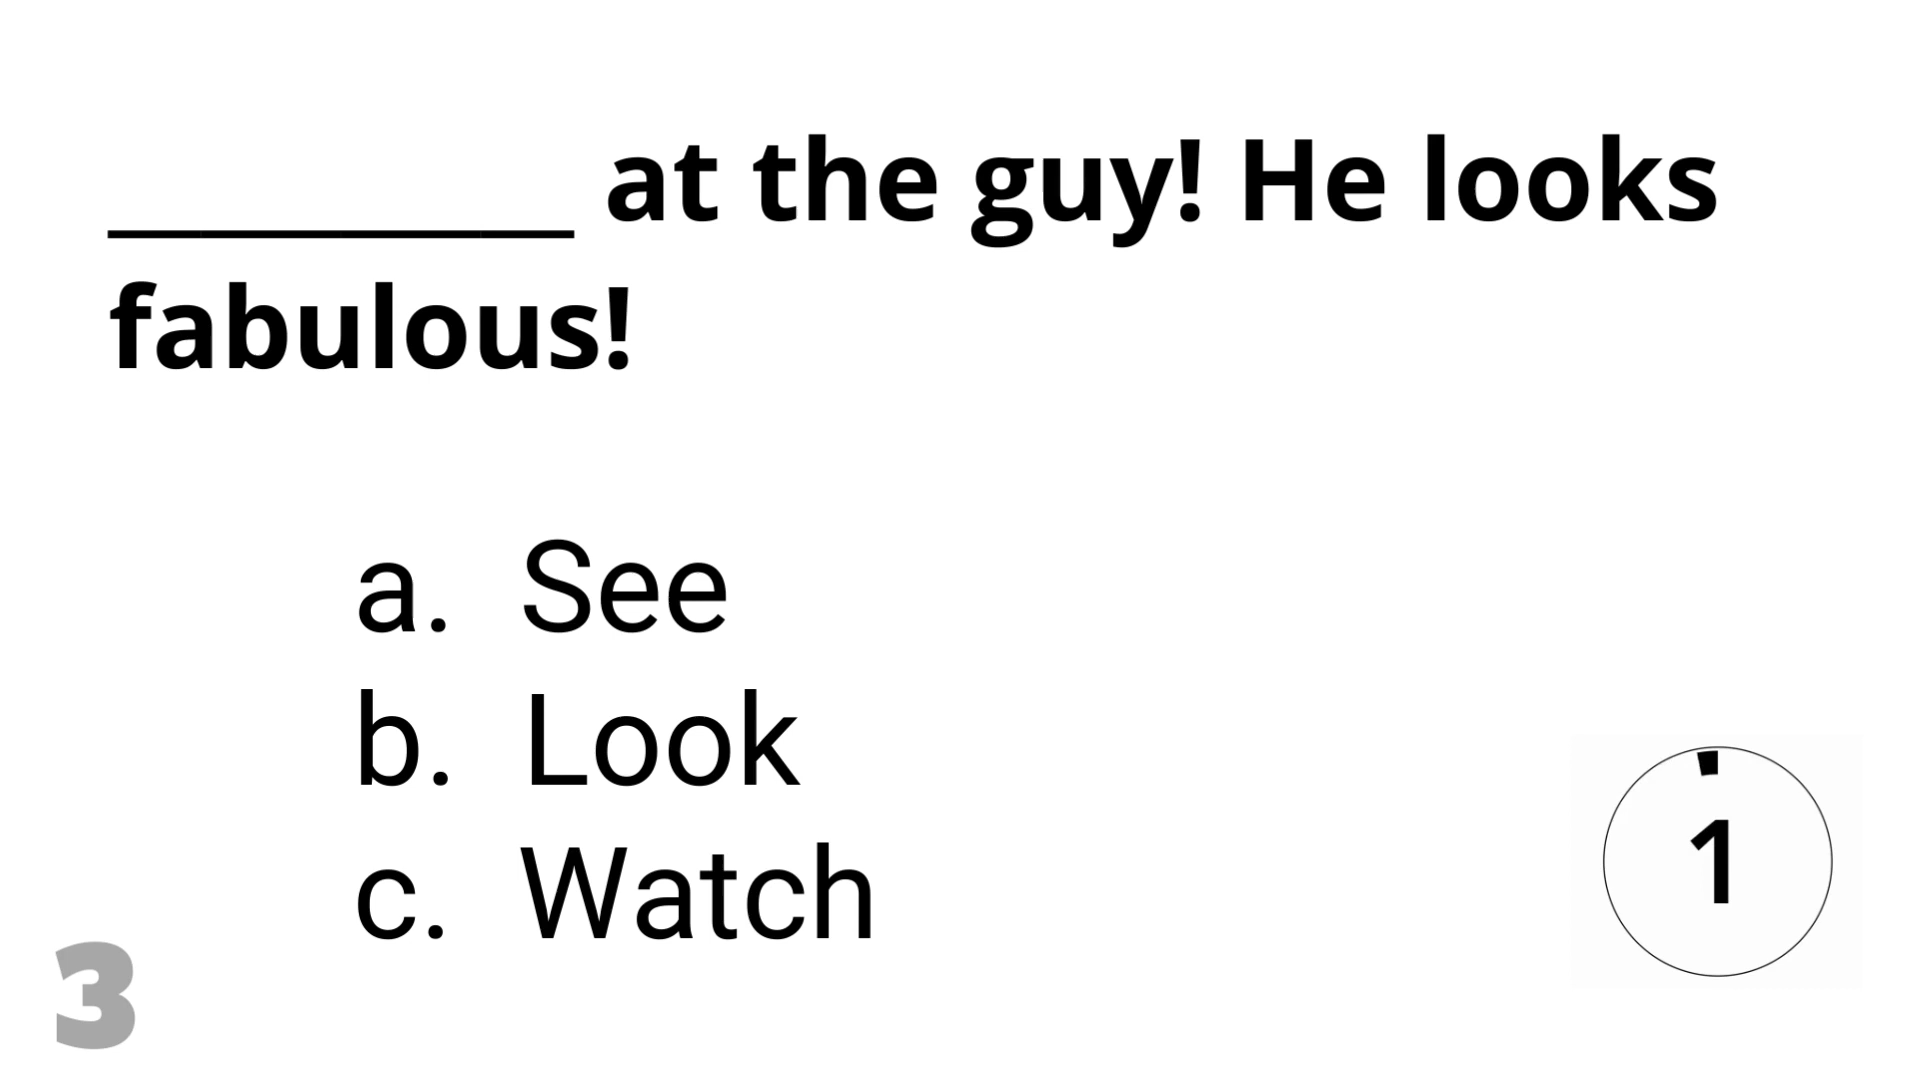 __________ at the guy! He looks
fabulous!
a. See
b. Look
c. Watch
1
3